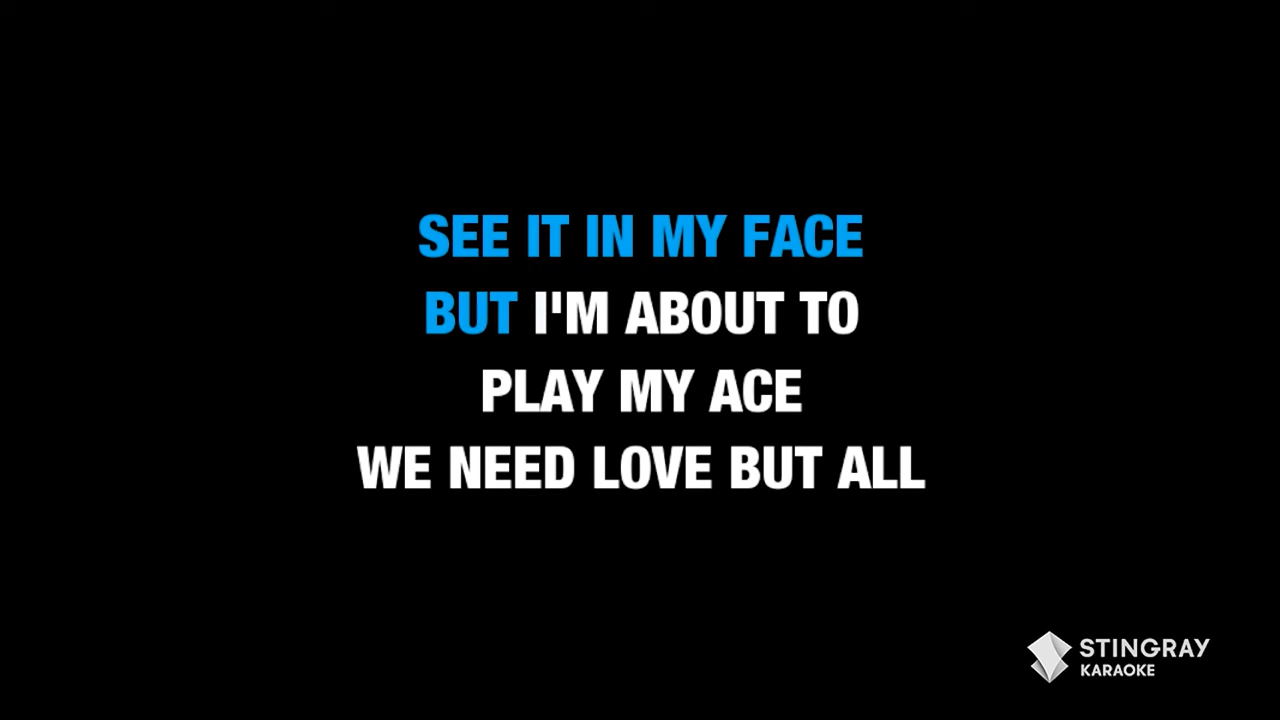 SEE IT IN MY FACE
BUT I'M ABOUT TO
PLAY MY ACE
WE NEED LOVE BUT ALL
STINGRAY
KARAOKE